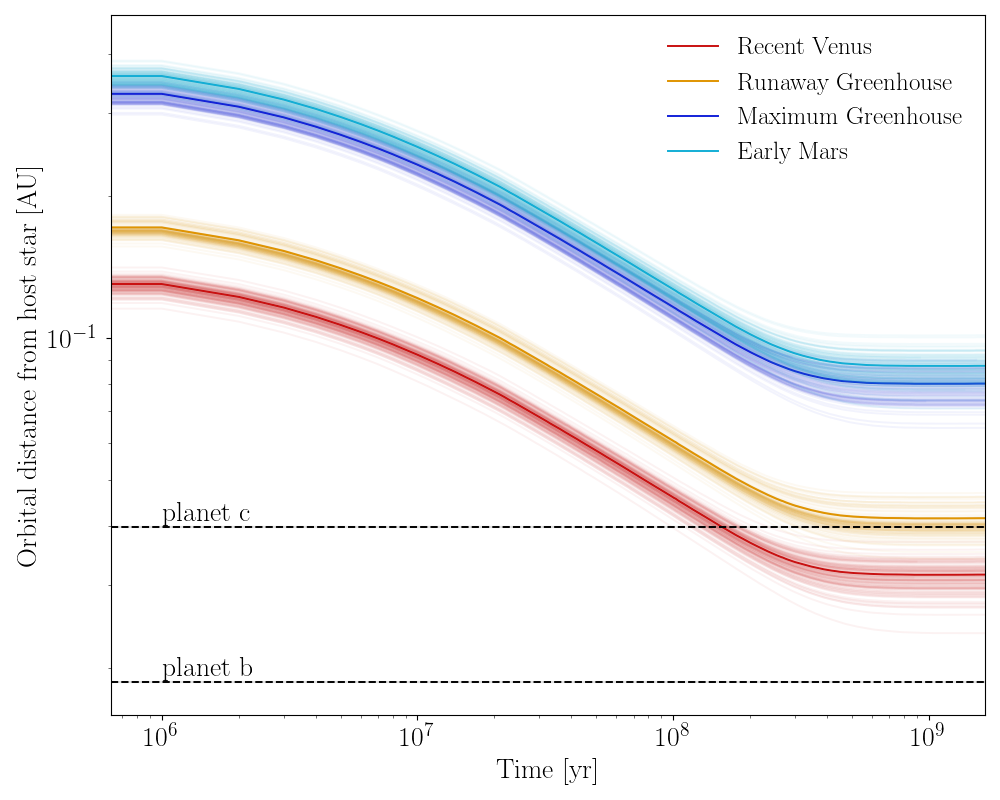 Recent Venus
Runaway Greenhouse
Maximum Greenhouse
Early Mars
Orbital distance from host star [AU]
10⁻¹
planet c
planet b
10⁶ 10⁷ 10⁸ 10⁹
Time [yr]